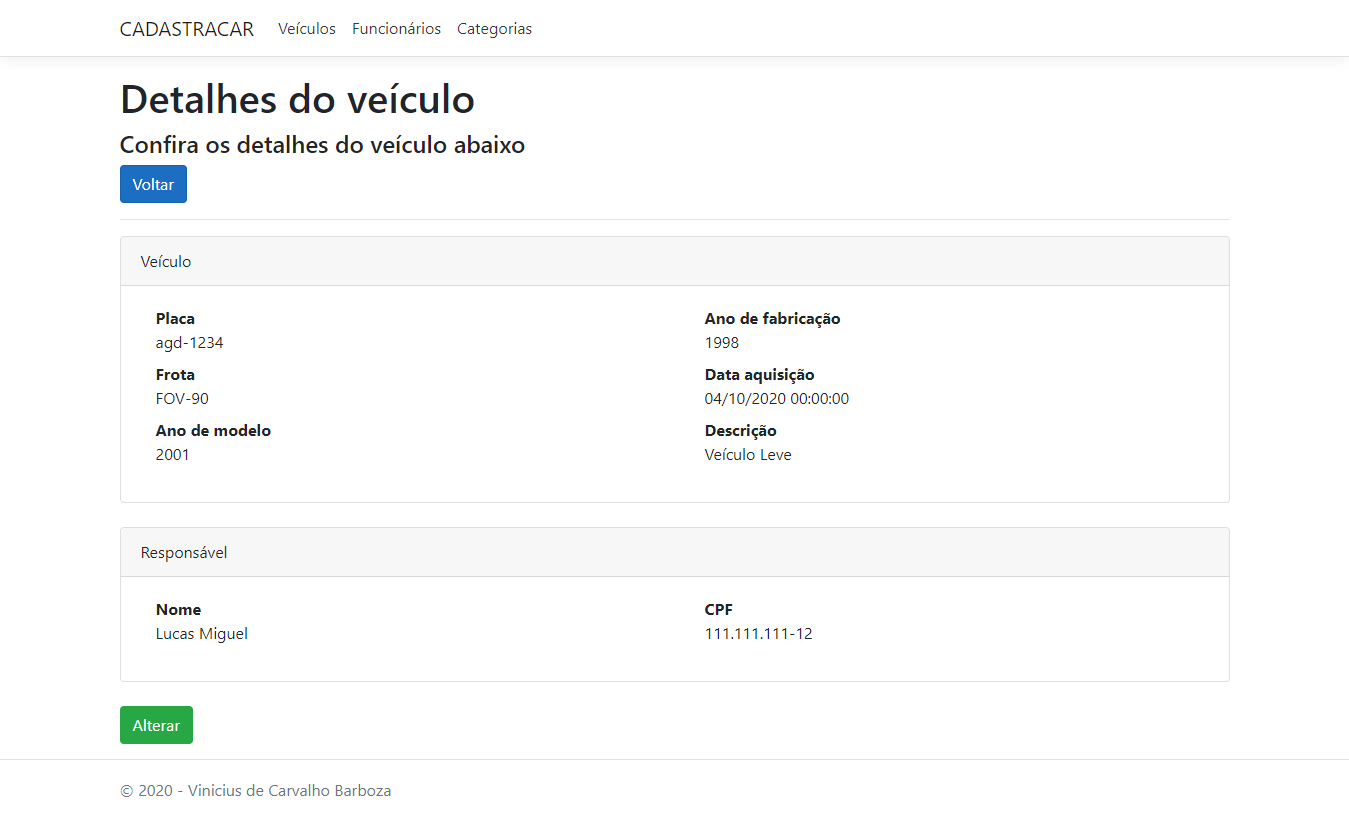 CADASTRACAR Veículos Funcionários Categorias
Detalhes do veículo
Confira os detalhes do veículo abaixo
Voltar
Veículo
Placa
agd-1234
Frota
FOV-90
Ano de modelo
2001
Ano de fabricação
1998
Data aquisição
04/10/2020 00:00:00
Descrição
Veículo Leve
Responsável
Nome
Lucas Miguel
CPF
111.111.111-12
Alterar
© 2020 - Vinicius de Carvalho Barboza